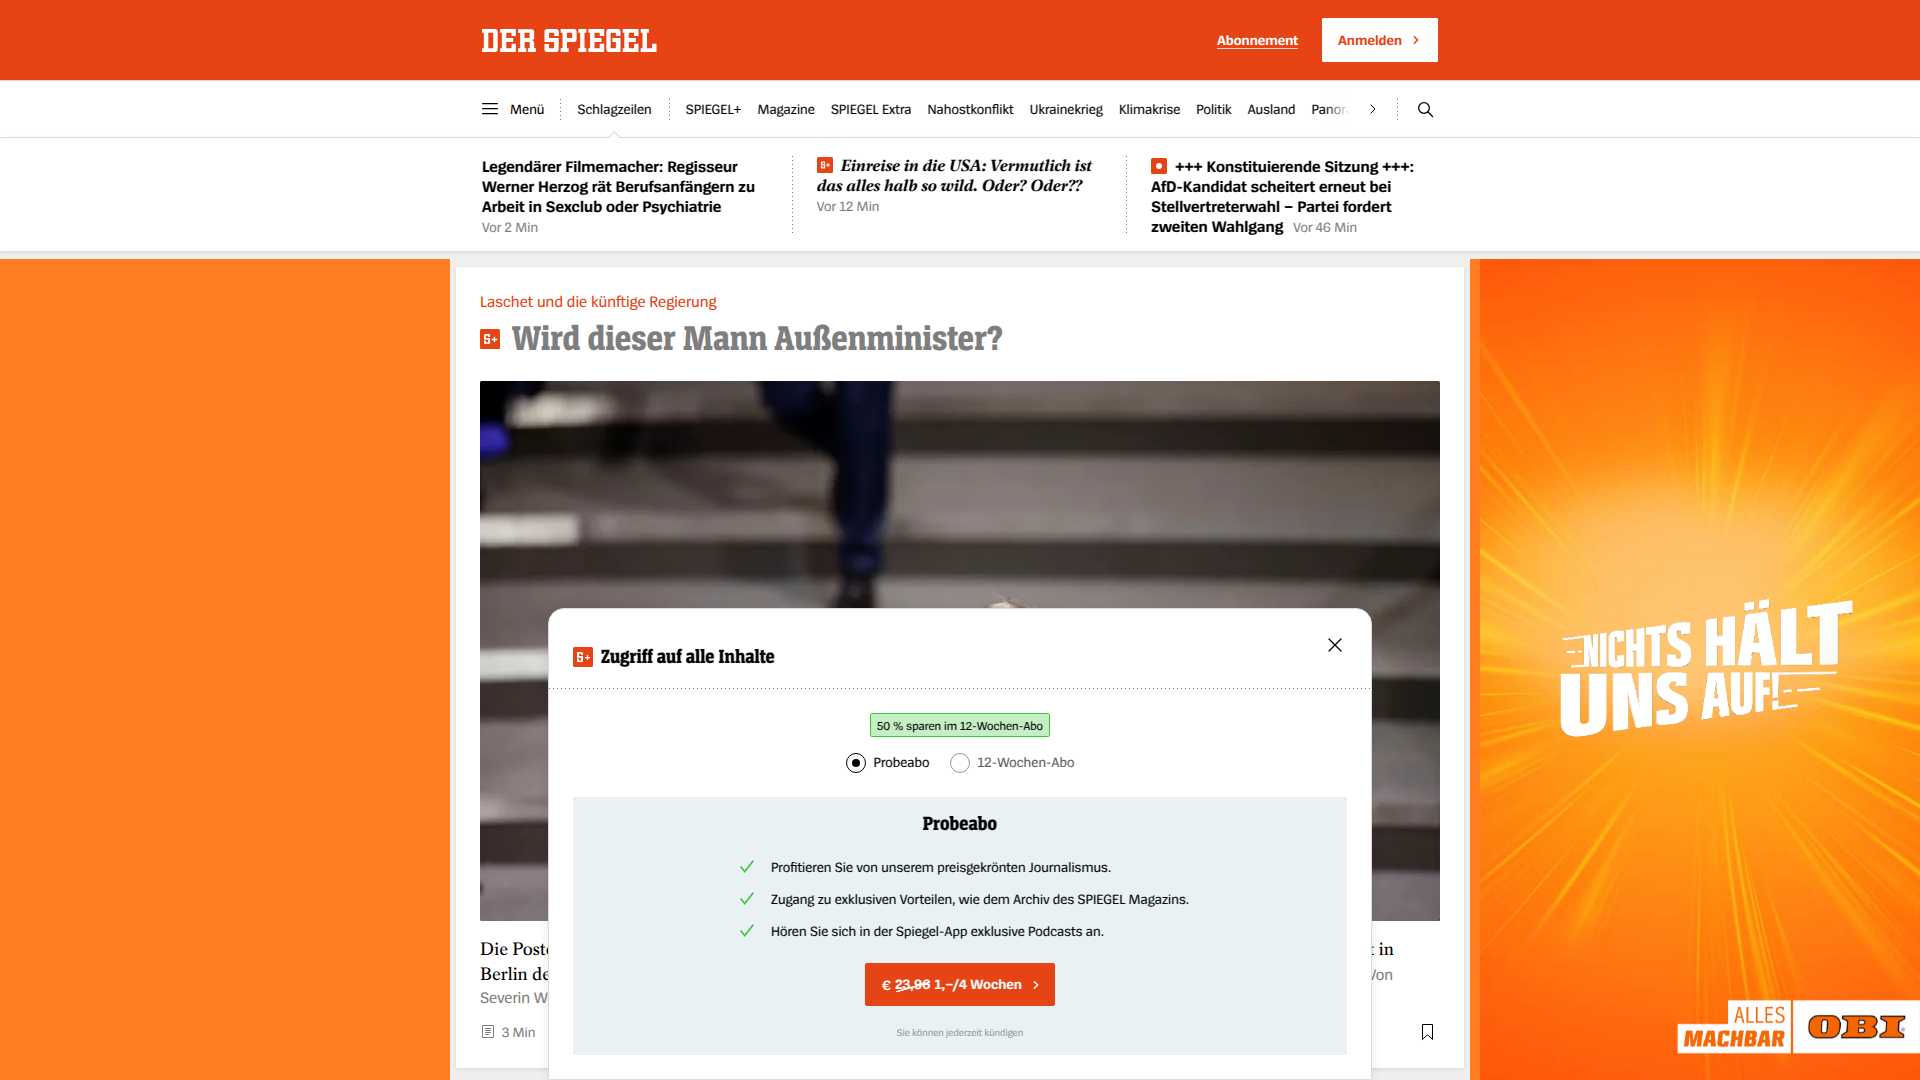 DER SPIEGEL
Abonnement
Anmelden
Menü
Schlagzeilen
SPIEGEL+
Magazine
SPIEGEL Extra
Nahostkonflikt
Ukrainekrieg
Klimakrise
Politik
Ausland
Legendärer Filmemacher: Regisseur
Werner Herzog rät Berufsanfängern zu
Arbeit in Sexclub oder Psychiatrie
Vor 2 Min
Einreise in die USA: Vermutlich ist
das alles halb so wild. Oder? Oder??
Vor 12 Min
+++ Konstituierende Sitzung +++:
AfD-Kandidat scheitert erneut bei
Stellvertreterwahl – Partei fordert
zweiten Wahlgang Vor 46 Min
Laschet und die künftige Regierung
Wird dieser Mann Außenminister?
Zugriff auf alle Inhalte
50 % sparen im 12-Wochen-Abo
Probeabo
12-Wochen-Abo
Probeabo
Profitieren Sie von unserem preisgekrönten Journalismus.
Zugang zu exklusiven Vorteilen, wie dem Archiv des SPIEGEL Magazins.
Hören Sie sich in der Spiegel-App exklusive Podcasts an.
€ 23,96 1,–/4 Wochen
Sie können jederzeit kündigen
Die
in
Berlin
Severin
3 Min
NICHTS HÄLT
UNS AUF!
ALLES
MACHBAR
OBI